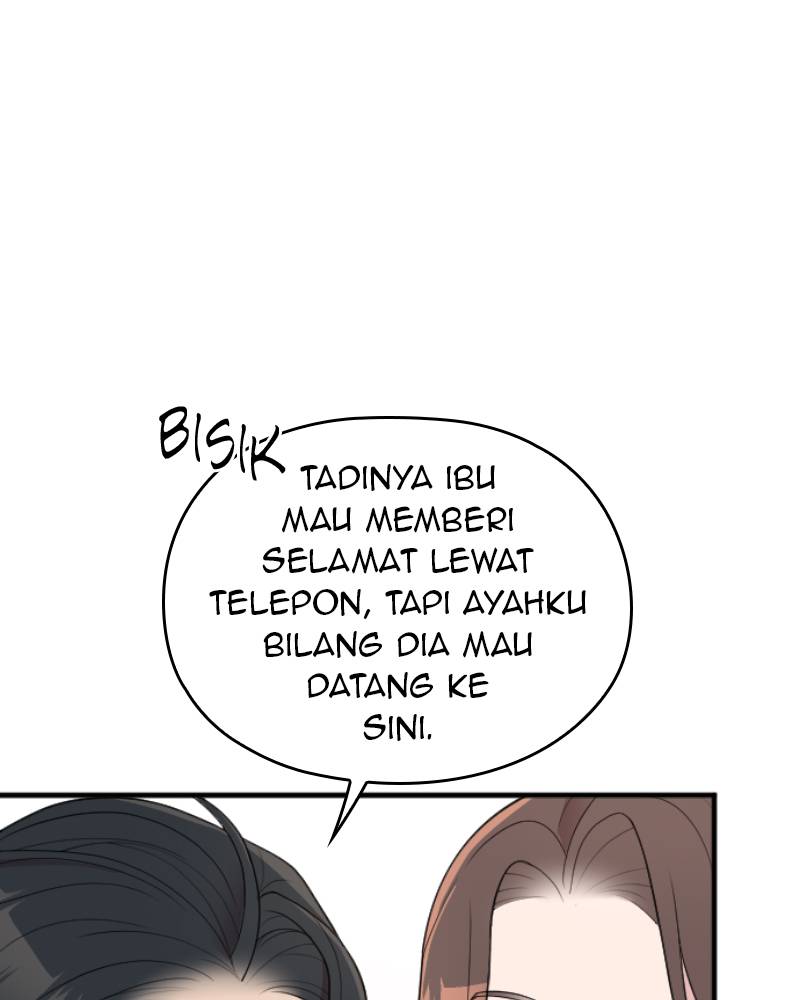 BISIK
TADINYA IBU
MAU MEMBERI
SELAMAT LEWAT
TELEPON, TAPI AYAHKU
BILANG DIA MAU
DATANG KE
SINI.